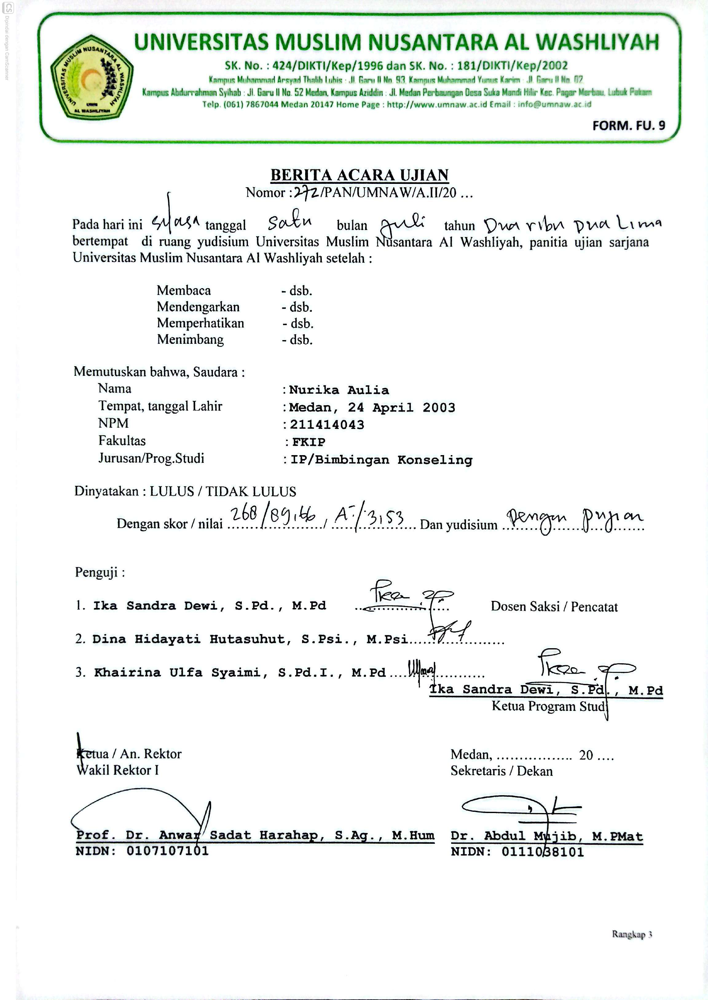 CS Dipindai dengan CamScanner
UNIVERSITAS MUSLIM NUSANTARA AL WASHLIYAH
UNIVERSITAS MUSLIM NUSANTARA AL WASHLIYAH
UMN
AL WASHLIYAH
SK. No. : 424/DIKTI/Kep/1996 dan SK. No. : 181/DIKTI/Kep/2002
Kampus Muhammad Arsyad Thalib Lubis : Jl. Garu II No. 93, Kampus Muhammad Yunus Karim : Jl. Garu II No. 02
Kampus Abdurrahman Syihab : Jl. Garu II No. 52 Medan, Kampus Aziddin : Jl. Medan Perbaungan Desa Suka Mandi Hilir Kec. Pagar Merbau, Lubuk Pakam
Telp. (061) 7867044 Medan 20147 Home Page : http://www.umnaw.ac.id Email : info@umnaw.ac.id
FORM. FU. 9
BERITA ACARA UJIAN
Nomor : 272/PAN/UMNAW/A.II/20 ...
Pada hari ini selasa tanggal satu bulan Juli tahun Dua ribu Dua Lima
bertempat di ruang yudisium Universitas Muslim Nusantara Al Washliyah, panitia ujian sarjana
Universitas Muslim Nusantara Al Washliyah setelah :
Membaca - dsb.
Mendengarkan - dsb.
Memperhatikan - dsb.
Menimbang - dsb.
Memutuskan bahwa, Saudara :
Nama : Nurika Aulia
Tempat, tanggal Lahir : Medan, 24 April 2003
NPM : 211414043
Fakultas : FKIP
Jurusan/Prog.Studi : IP/Bimbingan Konseling
Dinyatakan : LULUS / TIDAK LULUS
Dengan skor / nilai 268/89,66 / A-/3,53 Dan yudisium Dengan pujian
Penguji :
1. Ika Sandra Dewi, S.Pd., M.Pd ........ Dosen Saksi / Pencatat
2. Dina Hidayati Hutasuhut, S.Psi., M.Psi........
3. Khairina Ulfa Syaimi, S.Pd.I., M.Pd ........
Ika Sandra Dewi, S.Pd., M.Pd
Ketua Program Studi
Ketua / An. Rektor
Wakil Rektor I
Medan, .................. 20 ....
Sekretaris / Dekan
Prof. Dr. Anwar Sadat Harahap, S.Ag., M.Hum
NIDN: 0107107101
Dr. Abdul Mujib, M.PMat
NIDN: 0111038101
Rangkap 3